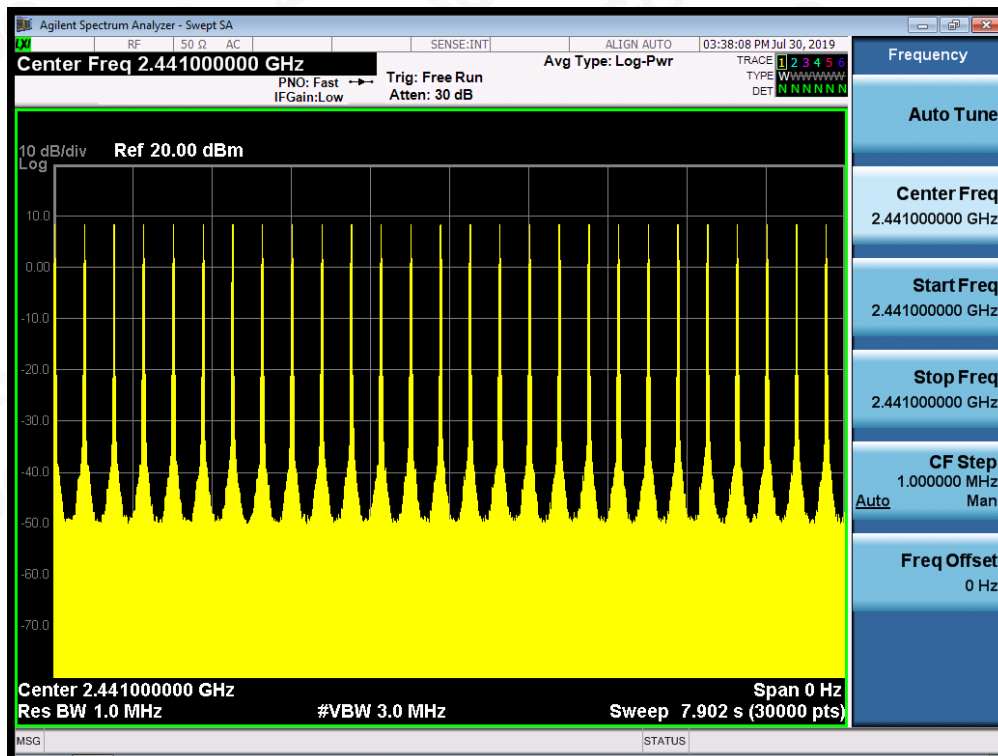 Agilent Spectrum Analyzer - Swept SA
LXI RF 50 Ω AC SENSE:INT ALIGN AUTO 03:38:08 PM Jul 30, 2019
Center Freq 2.441000000 GHz
PNO: Fast
IFGain:Low
Trig: Free Run
Atten: 30 dB
Avg Type: Log-Pwr
TRACE 1 2 3 4 5 6
TYPE W
DET N N N N N N
10 dB/div Ref 20.00 dBm
Log
10.0
0.00
-10.0
-20.0
-30.0
-40.0
-50.0
-60.0
-70.0
Center 2.441000000 GHz Span 0 Hz
Res BW 1.0 MHz #VBW 3.0 MHz Sweep 7.902 s (30000 pts)
MSG STATUS
Frequency
Auto Tune
Center Freq
2.441000000 GHz
Start Freq
2.441000000 GHz
Stop Freq
2.441000000 GHz
CF Step
1.000000 MHz
Auto Man
Freq Offset
0 Hz